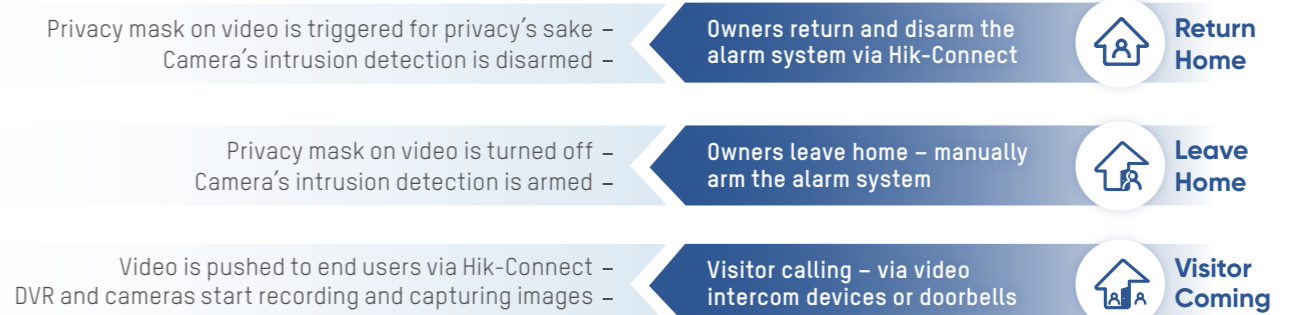 Privacy mask on video is triggered for privacy's sake –
Camera's intrusion detection is disarmed –
Owners return and disarm the
alarm system via Hik-Connect
Return
Home
Privacy mask on video is turned off –
Camera's intrusion detection is armed –
Owners leave home – manually
arm the alarm system
Leave
Home
Video is pushed to end users via Hik-Connect –
DVR and cameras start recording and capturing images –
Visitor calling – via video
intercom devices or doorbells
Visitor
Coming